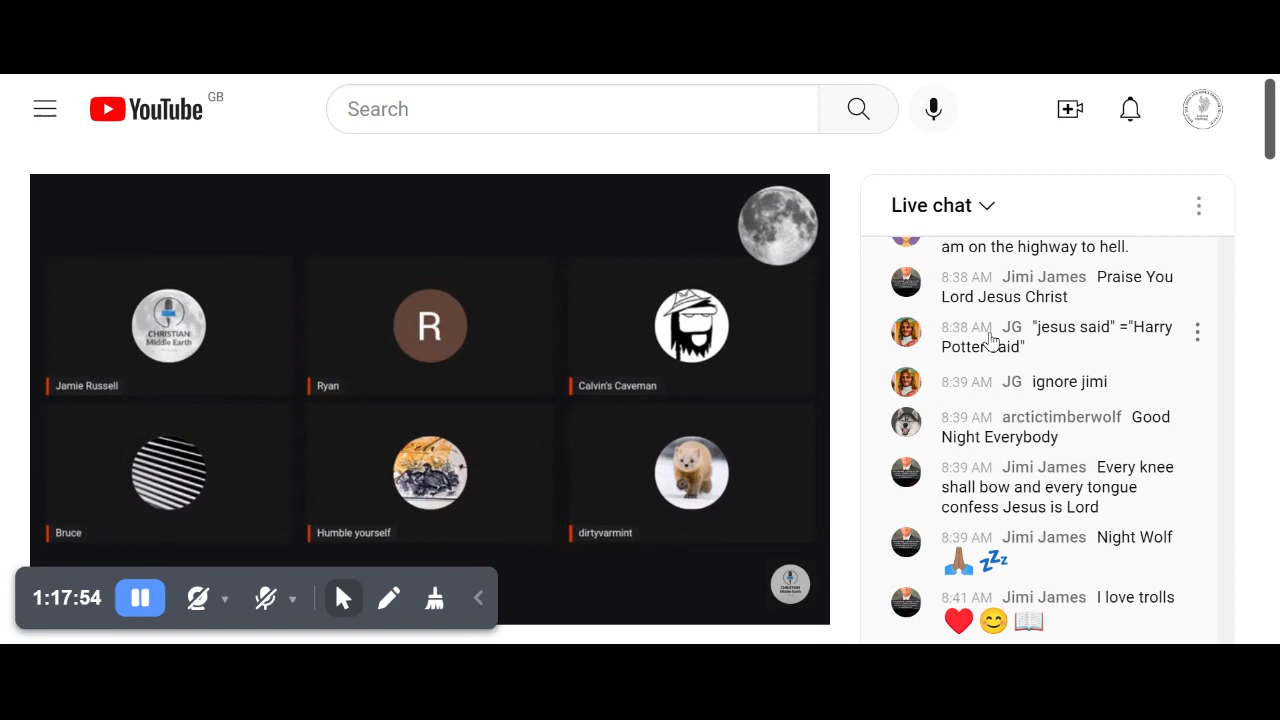 YouTube GB
Search
Live chat
am on the highway to hell.
8:38 AM Jimi James Praise You
Lord Jesus Christ
8:38 AM JG "jesus said" ="Harry
Potter said"
8:39 AM JG ignore jimi
8:39 AM arctictimberwolf Good
Night Everybody
8:39 AM Jimi James Every knee
shall bow and every tongue
confess Jesus is Lord
8:39 AM Jimi James Night Wolf
🙏🏽 💤
8:41 AM Jimi James I love trolls
❤️ 😊 📖
CHRISTIAN
Middle Earth
R
Jamie Russell
Ryan
Calvin's Caveman
Bruce
Humble yourself
dirtyvarmint
1:17:54